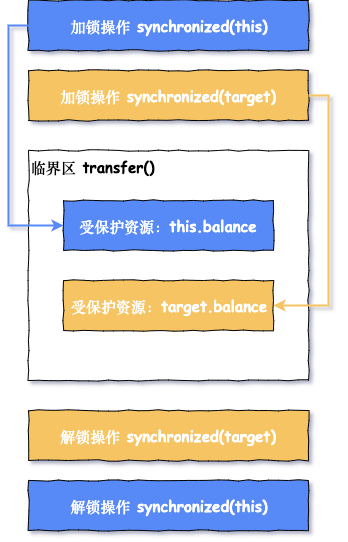 加锁操作 synchronized(this)
加锁操作 synchronized(target)
临界区 transfer()
受保护资源：this.balance
受保护资源：target.balance
解锁操作 synchronized(target)
解锁操作 synchronized(this)